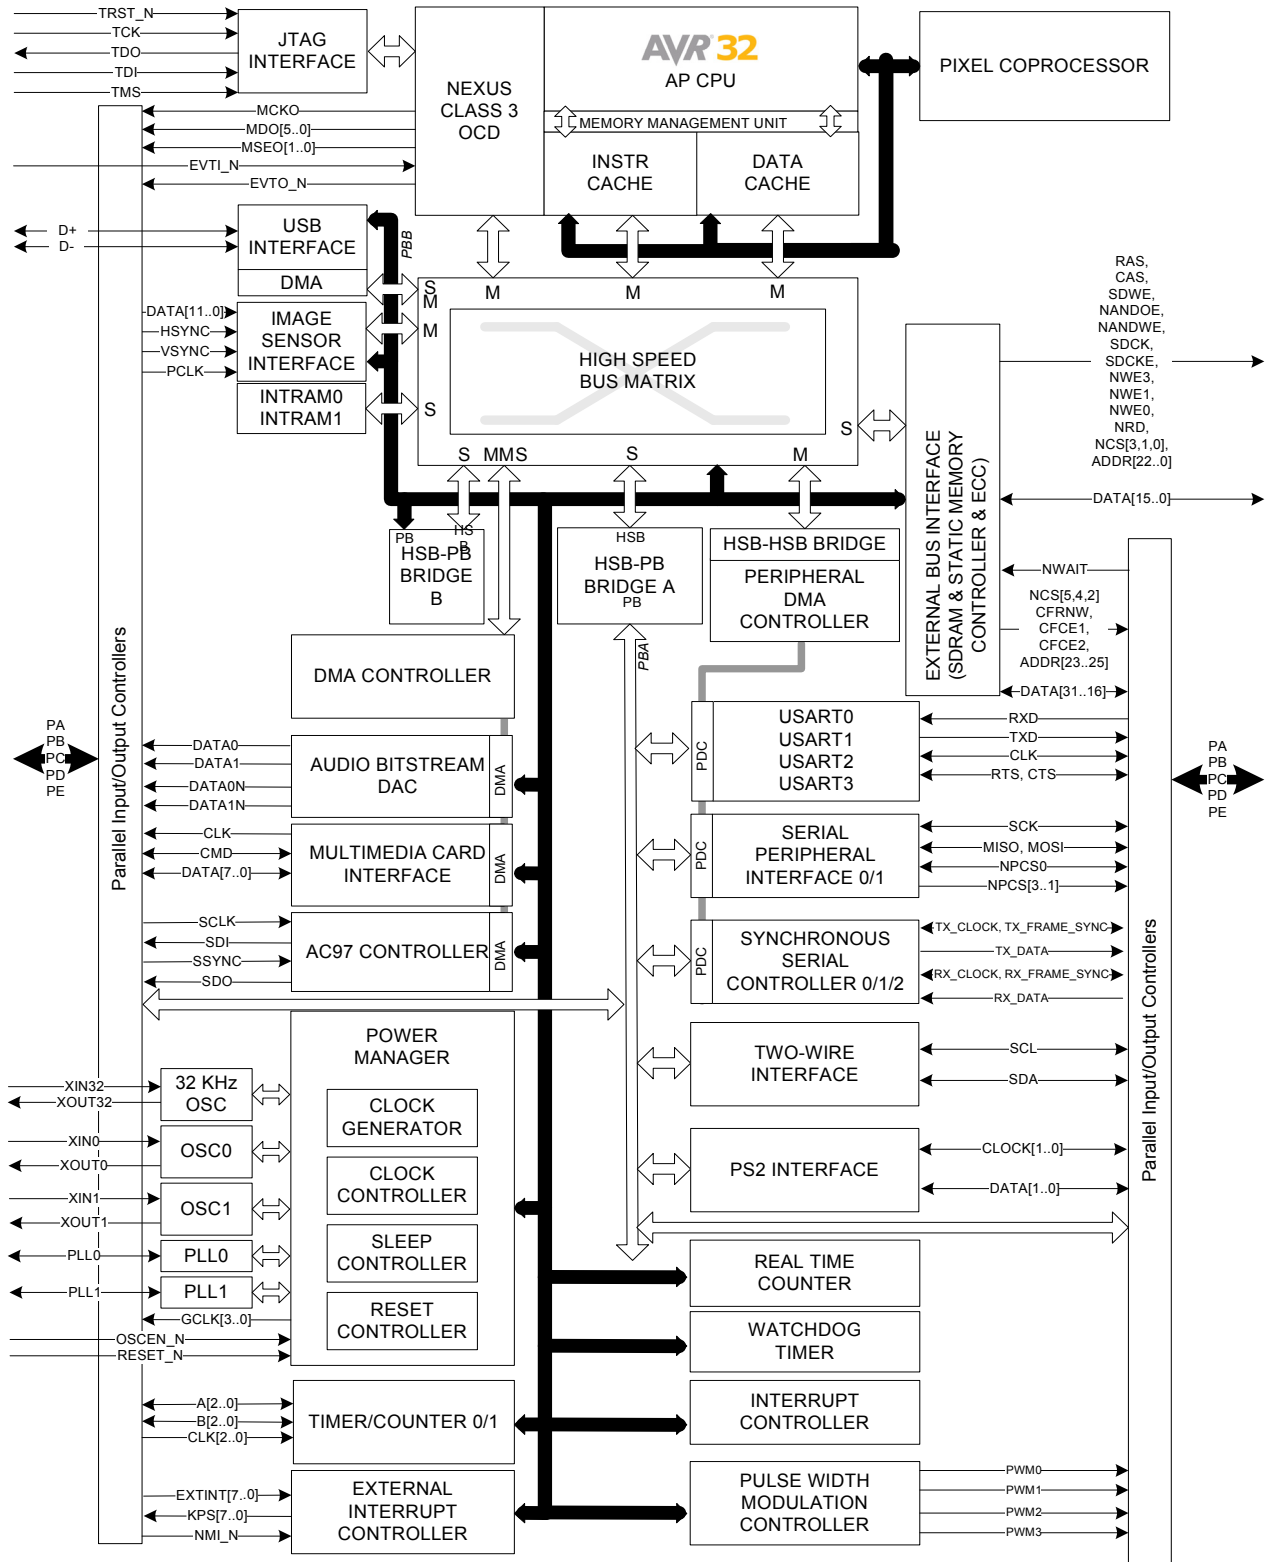 TRST_N
TCK
TDO
TDI
TMS
JTAG
INTERFACE
NEXUS
CLASS 3
OCD
AVR 32
AP CPU
MEMORY MANAGEMENT UNIT
INSTR
CACHE
DATA
CACHE
PIXEL COPROCESSOR
MCKO
MDO[5..0]
MSEO[1..0]
EVTI_N
EVTO_N
D+
D-
USB
INTERFACE
DMA
PBB
DATA[11..0]
HSYNC
VSYNC
PCLK
IMAGE
SENSOR
INTERFACE
INTRAM0
INTRAM1
S
M
M
S
M
M
M
HIGH SPEED
BUS MATRIX
S
S
MMS
S
M
RAS,
CAS,
SDWE,
NANDOE,
NANDWE,
SDCK,
SDCKE,
NWE3,
NWE1,
NWE0,
NRD,
NCS[3,1,0],
ADDR[22..0]
DATA[15..0]
EXTERNAL BUS INTERFACE
(SDRAM & STATIC MEMORY
CONTROLLER & ECC)
NWAIT
NCS[5,4,2]
CFRNW,
CFCE1,
CFCE2,
ADDR[23..25]
DATA[31..16]
PB
HSB
HSB-PB
BRIDGE
B
HSB
HSB-PB
BRIDGE A
PB
HSB-HSB BRIDGE
PERIPHERAL
DMA
CONTROLLER
PBA
DMA CONTROLLER
Parallel Input/Output Controllers
PA
PB
PC
PD
PE
DATA0
DATA1
DATA0N
DATA1N
AUDIO BITSTREAM
DAC
DMA
CLK
CMD
DATA[7..0]
MULTIMEDIA CARD
INTERFACE
DMA
SCLK
SDI
SSYNC
SDO
AC97 CONTROLLER
DMA
PDC
USART0
USART1
USART2
USART3
RXD
TXD
CLK
RTS, CTS
PDC
SERIAL
PERIPHERAL
INTERFACE 0/1
SCK
MISO, MOSI
NPCS0
NPCS[3..1]
PDC
SYNCHRONOUS
SERIAL
CONTROLLER 0/1/2
TX_CLOCK, TX_FRAME_SYNC
TX_DATA
RX_CLOCK, RX_FRAME_SYNC
RX_DATA
TWO-WIRE
INTERFACE
SCL
SDA
PS2 INTERFACE
CLOCK[1..0]
DATA[1..0]
PA
PB
PC
PD
PE
Parallel Input/Output Controllers
POWER
MANAGER
CLOCK
GENERATOR
CLOCK
CONTROLLER
SLEEP
CONTROLLER
RESET
CONTROLLER
XIN32
XOUT32
32 KHz
OSC
XIN0
XOUT0
OSC0
XIN1
XOUT1
OSC1
PLL0
PLL0
PLL1
PLL1
GCLK[3..0]
OSCEN_N
RESET_N
REAL TIME
COUNTER
WATCHDOG
TIMER
INTERRUPT
CONTROLLER
A[2..0]
B[2..0]
CLK[2..0]
TIMER/COUNTER 0/1
EXTINT[7..0]
KPS[7..0]
NMI_N
EXTERNAL
INTERRUPT
CONTROLLER
PULSE WIDTH
MODULATION
CONTROLLER
PWM0
PWM1
PWM2
PWM3